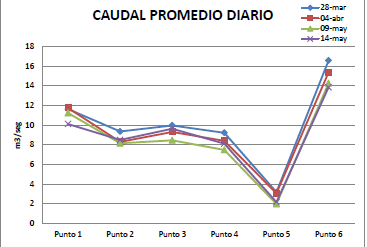 CAUDAL PROMEDIO DIARIO
28-mar
04-abr
09-may
14-may
m3/seg
18
16
14
12
10
8
6
4
2
0
Punto 1 Punto 2 Punto 3 Punto 4 Punto 5 Punto 6